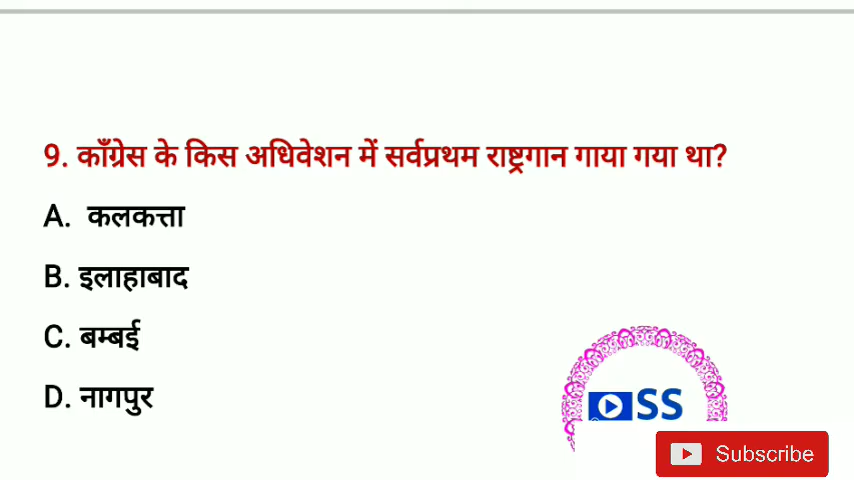 9. काँग्रेस के किस अधिवेशन में सर्वप्रथम राष्ट्रगान गाया गया था?
A. कलकत्ता
B. इलाहाबाद
C. बम्बई
D. नागपुर
SS
Subscribe